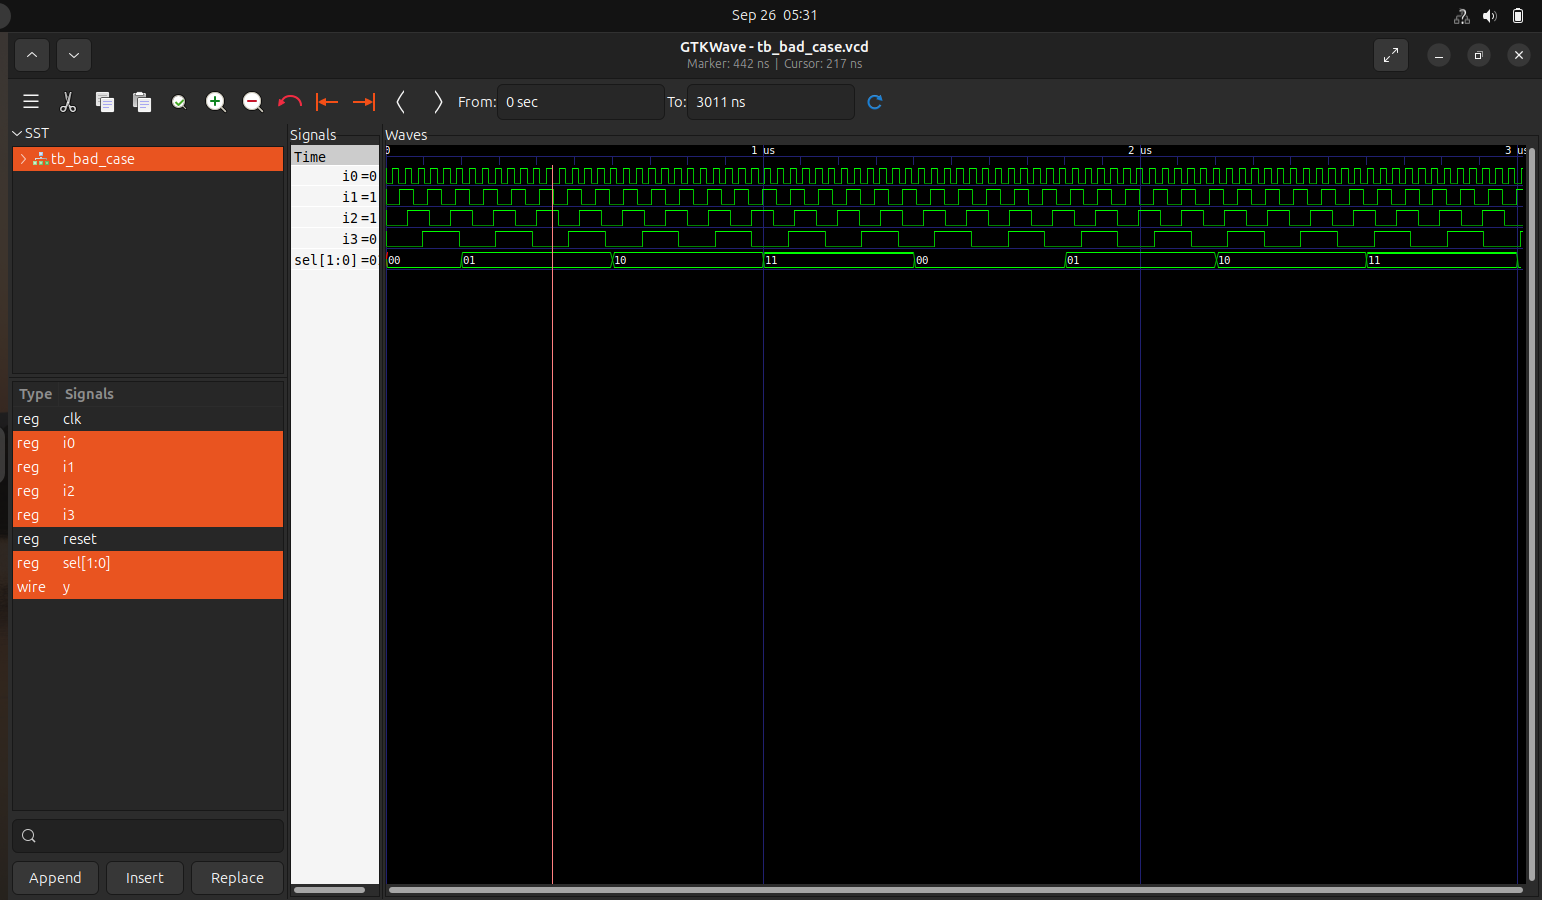 Sep 26 05:31
GTKWave - tb_bad_case.vcd
Marker: 442 ns | Cursor: 217 ns
From: 0 sec To: 3011 ns
SST
tb_bad_case
Type Signals
reg clk
reg i0
reg i1
reg i2
reg i3
reg reset
reg sel[1:0]
wire y
Append Insert Replace
Signals
Time
i0 =0
i1 =1
i2 =1
i3 =0
sel[1:0] =0
Waves
0 1 us 2 us 3 us
00 01 10 11 00 01 10 11